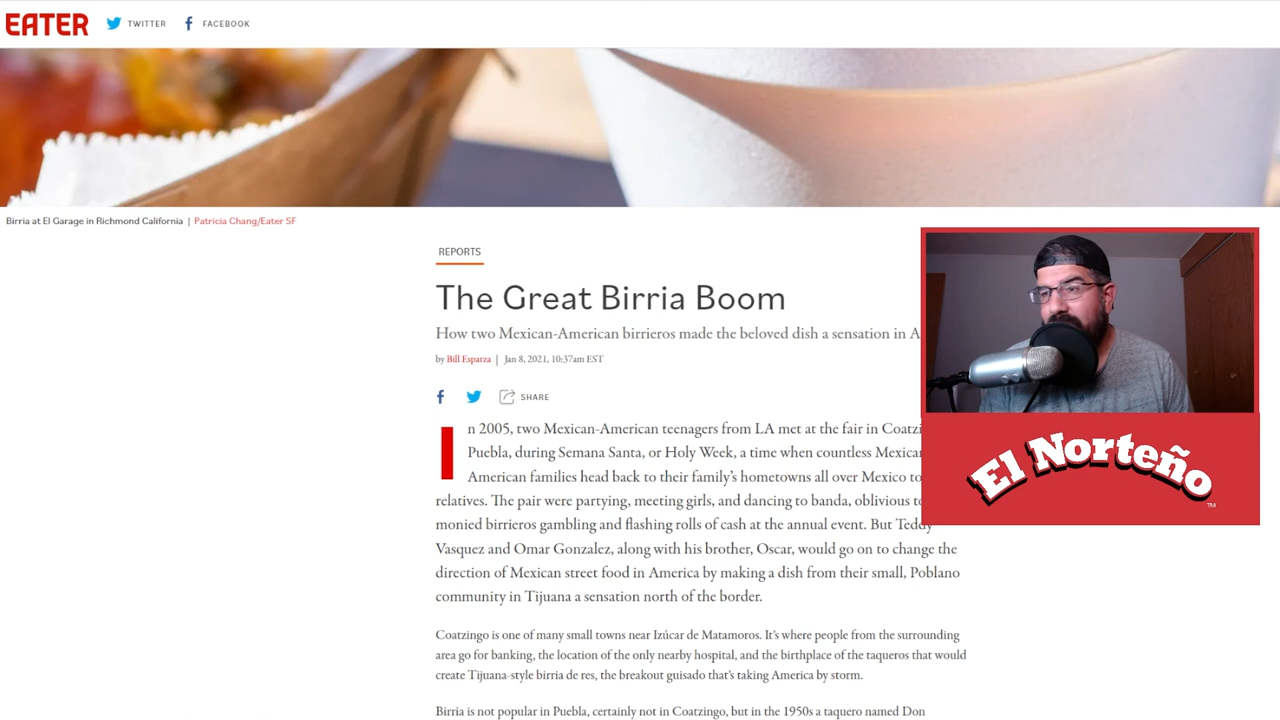 EATER TWITTER FACEBOOK
Birria at El Garage in Richmond California | Patricia Chang/Eater SF
REPORTS
The Great Birria Boom
How two Mexican-American birrieros made the beloved dish a sensation in A
by Bill Esparza | Jan 8, 2021, 10:37am EST
SHARE
In 2005, two Mexican-American teenagers from LA met at the fair in Coatzi
Puebla, during Semana Santa, or Holy Week, a time when countless Mexican
American families head back to their family's hometowns all over Mexico to
relatives. The pair were partying, meeting girls, and dancing to banda, oblivious to
monied birrieros gambling and flashing rolls of cash at the annual event. But Teddy
Vasquez and Omar Gonzalez, along with his brother, Oscar, would go on to change the
direction of Mexican street food in America by making a dish from their small, Poblano
community in Tijuana a sensation north of the border.
Coatzingo is one of many small towns near Izúcar de Matamoros. It's where people from the surrounding
area go for banking, the location of the only nearby hospital, and the birthplace of the taqueros that would
create Tijuana-style birria de res, the breakout guisado that's taking America by storm.
Birria is not popular in Puebla, certainly not in Coatzingo, but in the 1950s a taquero named Don
El Norteño
TM